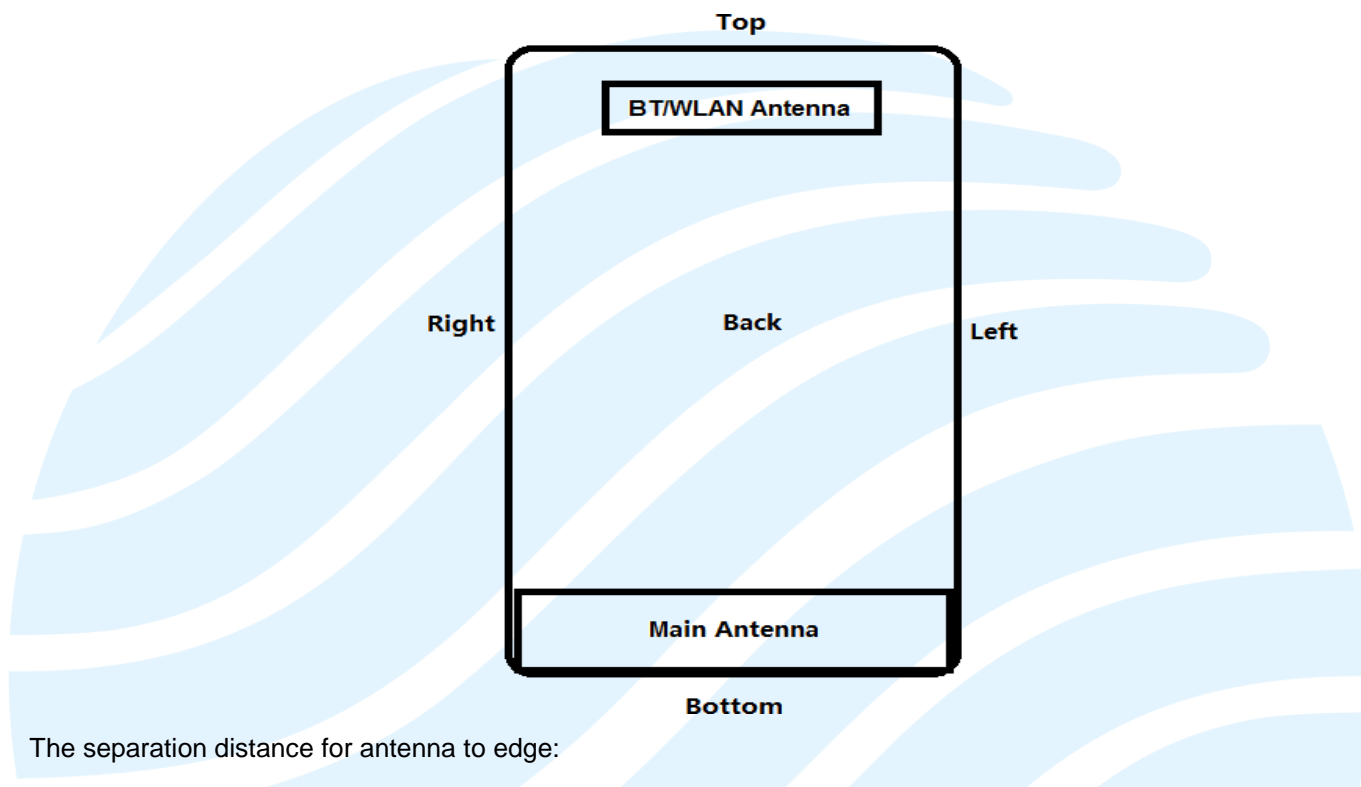 Top
BT/WLAN Antenna
Right
Back
Left
Main Antenna
Bottom
The separation distance for antenna to edge: